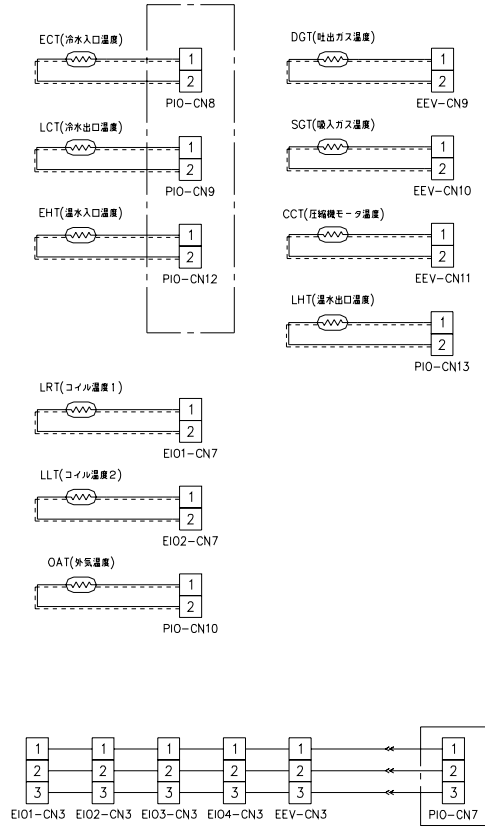 ECT(冷水入口温度)
1
2
PIO-CN8
LCT(冷水出口温度)
1
2
PIO-CN9
EHT(温水入口温度)
1
2
PIO-CN12
DGT(吐出ガス温度)
1
2
EEV-CN9
SGT(吸入ガス温度)
1
2
EEV-CN10
CCT(圧縮機モータ温度)
1
2
EEV-CN11
LHT(温水出口温度)
1
2
PIO-CN13
LRT(コイル温度1)
1
2
EIO1-CN7
LLT(コイル温度2)
1
2
EIO2-CN7
OAT(外気温度)
1
2
PIO-CN10
1 1 1 1 1 1
2 2 2 2 2 2
3 3 3 3 3 3
EIO1-CN3 EIO2-CN3 EIO3-CN3 EIO4-CN3 EEV-CN3 PIO-CN7